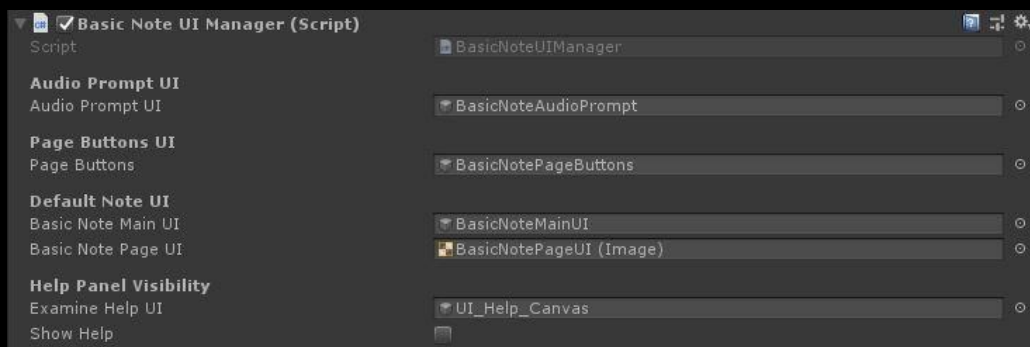 Basic Note UI Manager (Script)
Script BasicNoteUIManager
Audio Prompt UI
Audio Prompt UI BasicNoteAudioPrompt
Page Buttons UI
Page Buttons BasicNotePageButtons
Default Note UI
Basic Note Main UI BasicNoteMainUI
Basic Note Page UI BasicNotePageUI (Image)
Help Panel Visibility
Examine Help UI UI_Help_Canvas
Show Help